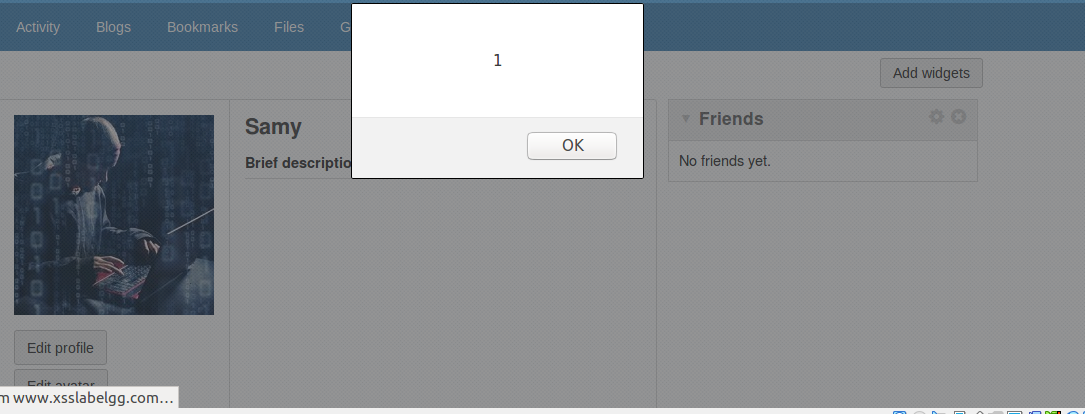 Activity Blogs Bookmarks Files G
1
OK
Add widgets
Samy
Brief descriptio
Friends
No friends yet.
Edit profile
Edit avatar
m www.xsslabelgg.com...